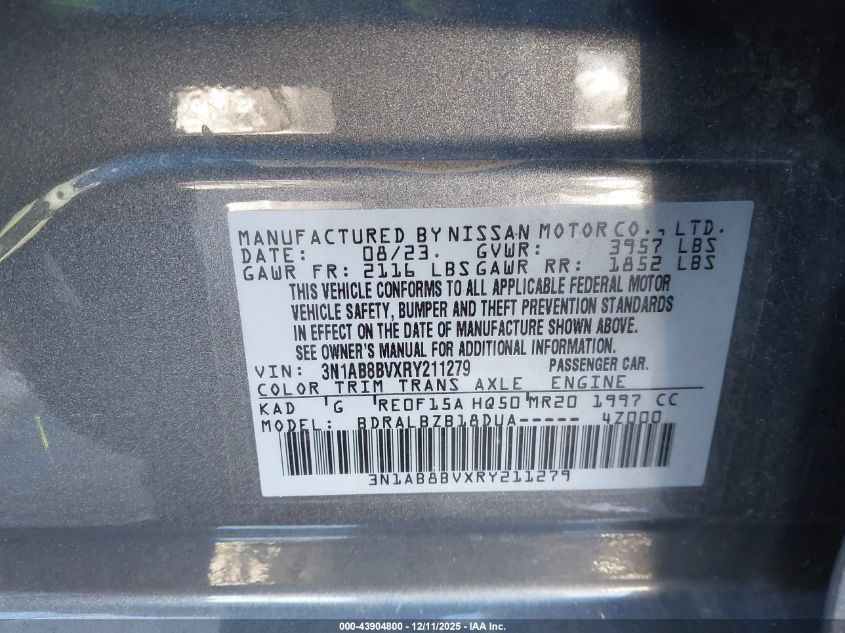 MANUFACTURED BY NISSAN MOTOR CO., LTD.
DATE: 08/23. GVWR: 3957 LBS
GAWR FR: 2116 LBS GAWR RR: 1852 LBS
THIS VEHICLE CONFORMS TO ALL APPLICABLE FEDERAL MOTOR
VEHICLE SAFETY, BUMPER AND THEFT PREVENTION STANDARDS
IN EFFECT ON THE DATE OF MANUFACTURE SHOWN ABOVE.
SEE OWNER'S MANUAL FOR ADDITIONAL INFORMATION.
VIN: 3N1AB8BVXRY211279 PASSENGER CAR.
COLOR TRIM TRANS AXLE ENGINE
KAD G RE0F15A HQ50 MR20 1997 CC
MODEL: BDRALBZB18DUA----- 4Z000
3N1AB8BVXRY211279
000-43904800 - 12/11/2025 - IAA Inc.